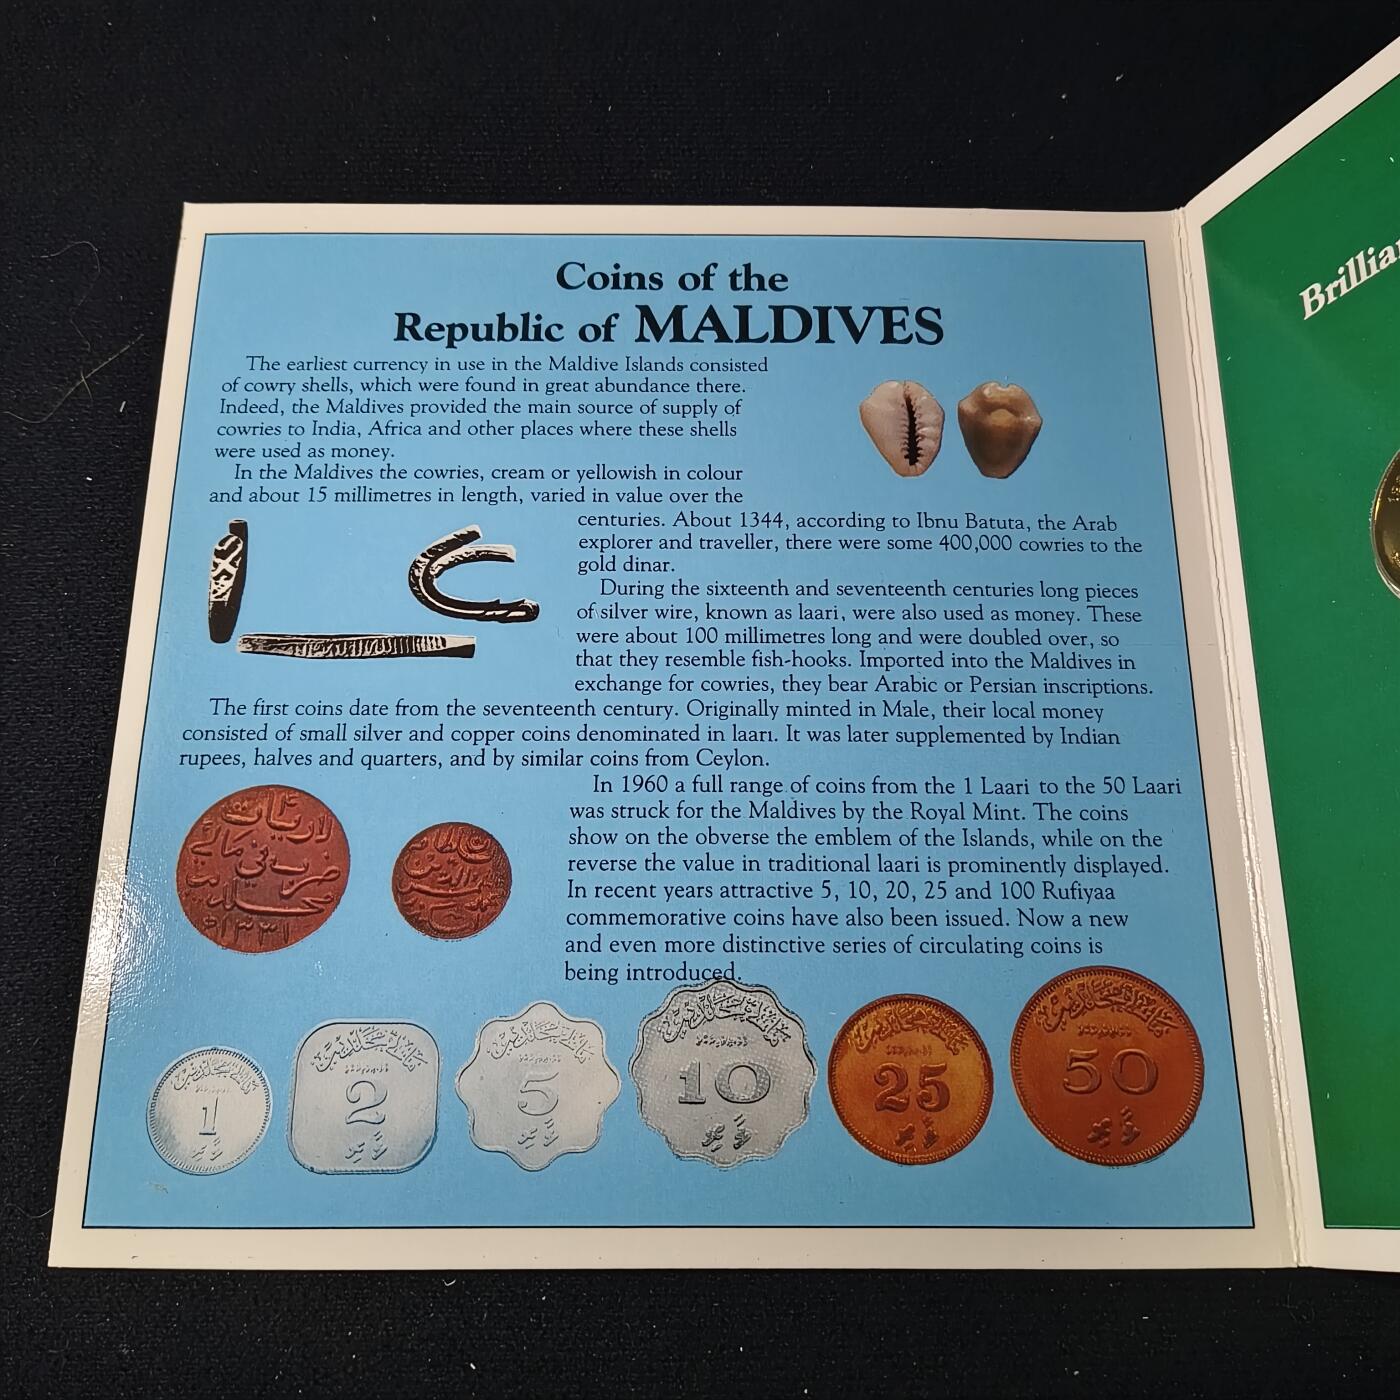 Coins of the
Republic of MALDIVES
The earliest currency in use in the Maldive Islands consisted
of cowry shells, which were found in great abundance there.
Indeed, the Maldives provided the main source of supply of
cowries to India, Africa and other places where these shells
were used as money.
In the Maldives the cowries, cream or yellowish in colour
and about 15 millimetres in length, varied in value over the
centuries. About 1344, according to Ibnu Batuta, the Arab
explorer and traveller, there were some 400,000 cowries to the
gold dinar.
During the sixteenth and seventeenth centuries long pieces
of silver wire, known as laari, were also used as money. These
were about 100 millimetres long and were doubled over, so
that they resemble fish-hooks. Imported into the Maldives in
exchange for cowries, they bear Arabic or Persian inscriptions.
The first coins date from the seventeenth century. Originally minted in Male, their local money
consisted of small silver and copper coins denominated in laari. It was later supplemented by Indian
rupees, halves and quarters, and by similar coins from Ceylon.
In 1960 a full range of coins from the 1 Laari to the 50 Laari
was struck for the Maldives by the Royal Mint. The coins
show on the obverse the emblem of the Islands, while on the
reverse the value in traditional laari is prominently displayed.
In recent years attractive 5, 10, 20, 25 and 100 Rufiyaa
commemorative coins have also been issued. Now a new
and even more distinctive series of circulating coins is
being introduced.
1
2
5
10
25
50